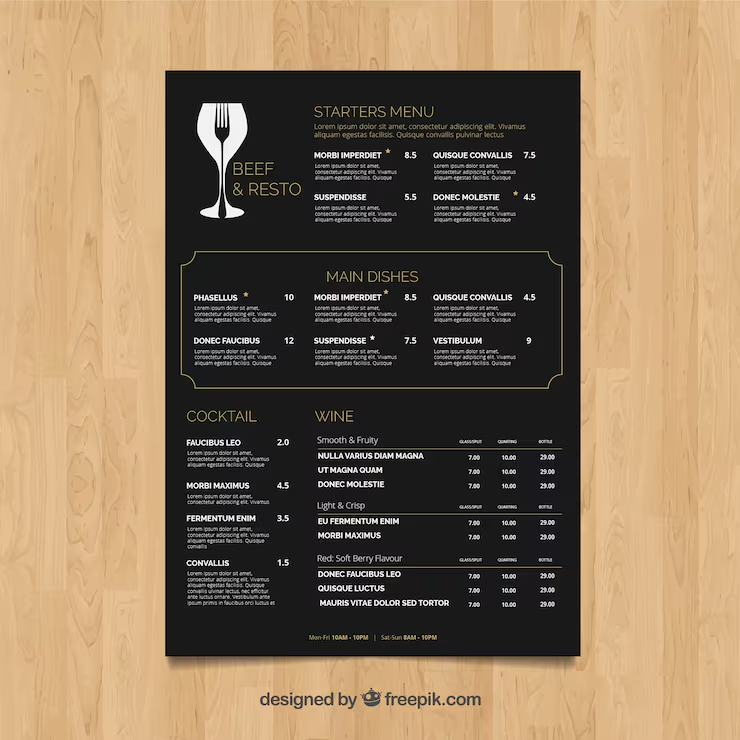 BEEF
& RESTO
STARTERS MENU
Lorem ipsum dolor sit amet, consectetur adipiscing elit. Vivamus
aliquam egestas facilisis. Quisque convallis pulvinar lectus
MORBI IMPERDIET * 8.5
Lorem ipsum dolor sit amet,
consectetur adipiscing elit. Vivamus
aliquam egestas facilisis. Quisque
QUISQUE CONVALLIS 7.5
Lorem ipsum dolor sit amet,
consectetur adipiscing elit. Vivamus
aliquam egestas facilisis. Quisque
SUSPENDISSE 5.5
Lorem ipsum dolor sit amet,
consectetur adipiscing elit. Vivamus
aliquam egestas facilisis. Quisque
DONEC MOLESTIE * 4.5
Lorem ipsum dolor sit amet,
consectetur adipiscing elit. Vivamus
aliquam egestas facilisis. Quisque
MAIN DISHES
PHASELLUS * 10
Lorem ipsum dolor sit amet,
consectetur adipiscing elit. Vivamus
aliquam egestas facilisis. Quisque
MORBI IMPERDIET * 8.5
Lorem ipsum dolor sit amet,
consectetur adipiscing elit. Vivamus
aliquam egestas facilisis. Quisque
QUISQUE CONVALLIS 4.5
Lorem ipsum dolor sit amet,
consectetur adipiscing elit. Vivamus
aliquam egestas facilisis. Quisque
DONEC FAUCIBUS 12
Lorem ipsum dolor sit amet,
consectetur adipiscing elit. Vivamus
aliquam egestas facilisis. Quisque
SUSPENDISSE * 7.5
Lorem ipsum dolor sit amet,
consectetur adipiscing elit. Vivamus
aliquam egestas facilisis. Quisque
VESTIBULUM 9
Lorem ipsum dolor sit amet,
consectetur adipiscing elit. Vivamus
aliquam egestas facilisis. Quisque
COCKTAIL
FAUCIBUS LEO 2.0
Lorem ipsum dolor sit amet,
consectetur adipiscing elit. Vivamus
aliquam egestas facilisis. Quisque
MORBI MAXIMUS 4.5
Lorem ipsum dolor sit amet,
consectetur adipiscing elit. Vivamus
FERMENTUM ENIM 3.5
Lorem ipsum dolor sit amet,
consectetur adipiscing elit. Vivamus
aliquam egestas facilisis. Quisque
convallis
CONVALLIS 1.5
Lorem ipsum dolor sit amet,
consectetur adipiscing elit. Vivamus
aliquam egestas facilisis. Quisque
convallis pulvinar lectus et
vestibulum. Vestibulum ante
ipsum primis in faucibus orci luctus et
WINE
Smooth & Fruity GLASS/SPLIT QUARTING BOTTLE
NULLA VARIUS DIAM MAGNA 7.00 10.00 29.00
UT MAGNA QUAM 7.00 10.00 29.00
DONEC MOLESTIE 7.00 10.00 29.00
Light & Crisp GLASS/SPLIT QUARTING BOTTLE
EU FERMENTUM ENIM 7.00 10.00 29.00
MORBI MAXIMUS 7.00 10.00 29.00
Red: Soft Berry Flavour GLASS/SPLIT QUARTING BOTTLE
DONEC FAUCIBUS LEO 7.00 10.00 29.00
QUISQUE LUCTUS 7.00 10.00 29.00
MAURIS VITAE DOLOR SED TORTOR 7.00 10.00 29.00
Mon-Fri 10AM - 10PM | Sat-Sun 8AM - 10PM
designed by freepik.com